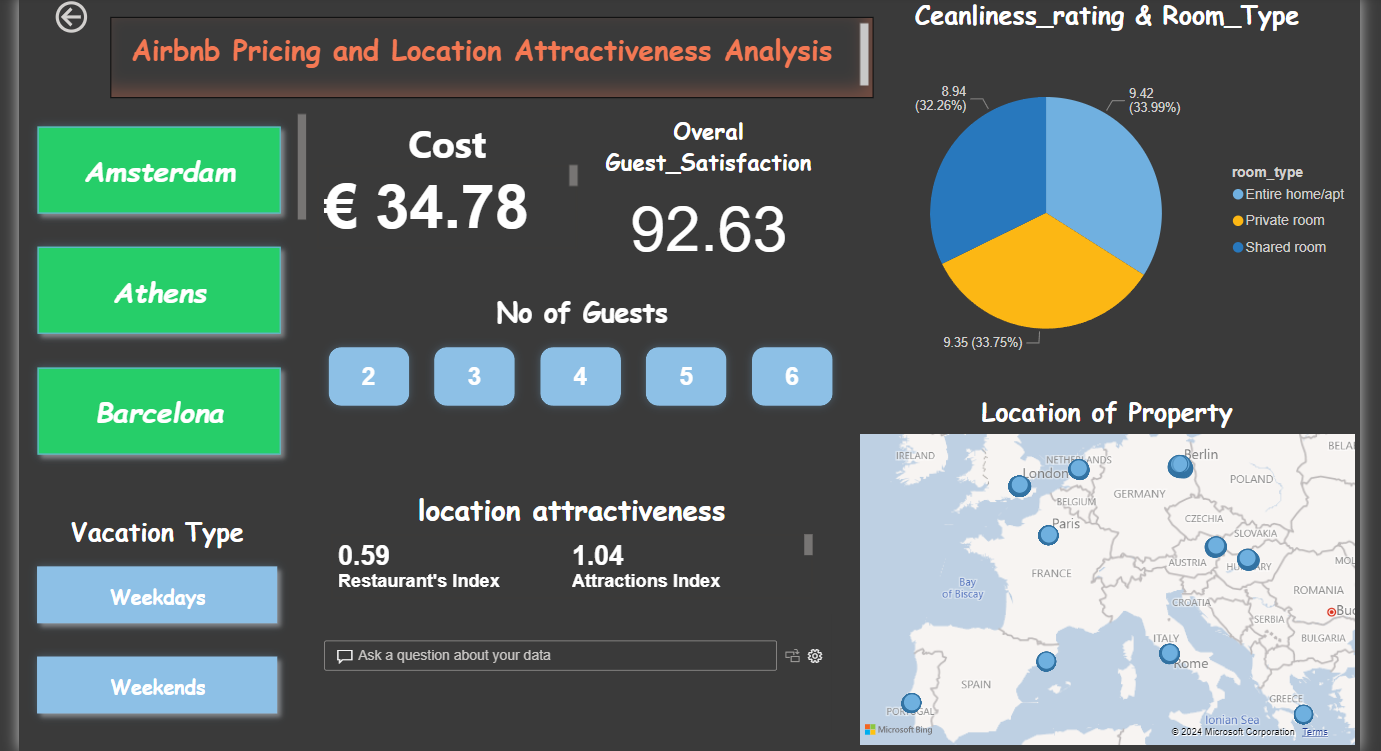 Airbnb Pricing and Location Attractiveness Analysis
Amsterdam
Athens
Barcelona
Vacation Type
Weekdays
Weekends
Cost
€ 34.78
Overal
Guest_Satisfaction
92.63
No of Guests
2 3 4 5 6
location attractiveness
0.59
Restaurant's Index
1.04
Attractions Index
Ask a question about your data
Ceanliness_rating & Room_Type
8.94
(32.26%)
9.42
(33.99%)
9.35 (33.75%)
room_type
Entire home/apt
Private room
Shared room
Location of Property
IRELAND
London
NETHERLANDS
Berlin
BELA
POLAND
GERMANY
BELGIUM
Paris
CZECHIA
SLOVAKIA
FRANCE
AUSTRIA
HUNGARY
MOL
Bay
of Biscay
ROMANIA
CROATIA
Buc
SERBIA
ITALY
BULGARIA
Rome
SPAIN
PORTUGAL
GREECE
Ionian Sea
Microsoft Bing
© 2024 Microsoft Corporation Terms